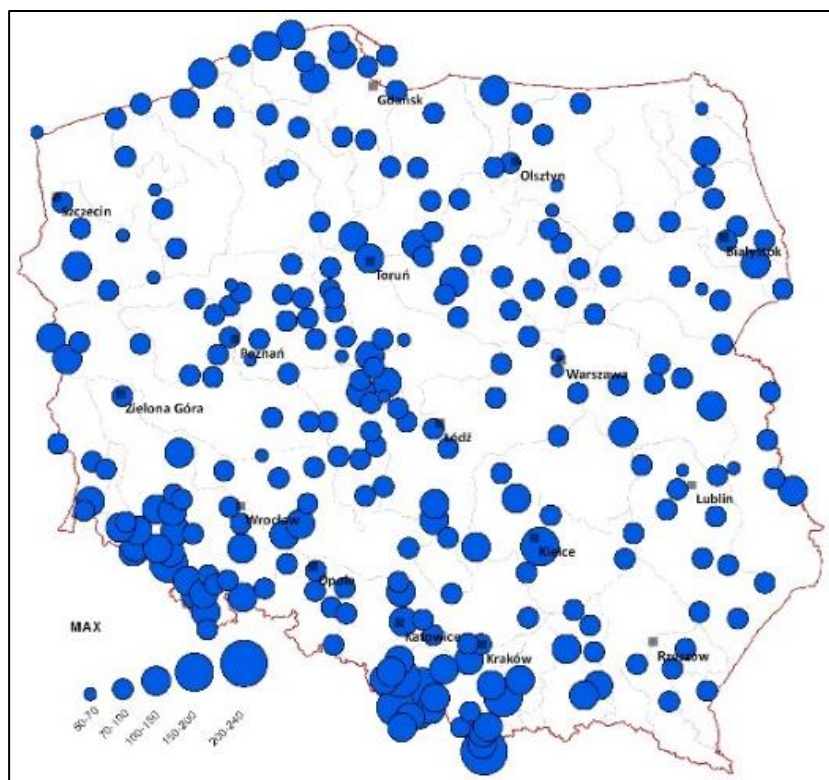 Gdańsk
Olsztyn
Szczecin
Białystok
Toruń
Poznań
Warszawa
Zielona Góra
Łódź
Lublin
Wrocław
Kielce
Opole
MAX
Katowice
Kraków
Rzeszów
50-70
70-100
100-150
150-200
200-240